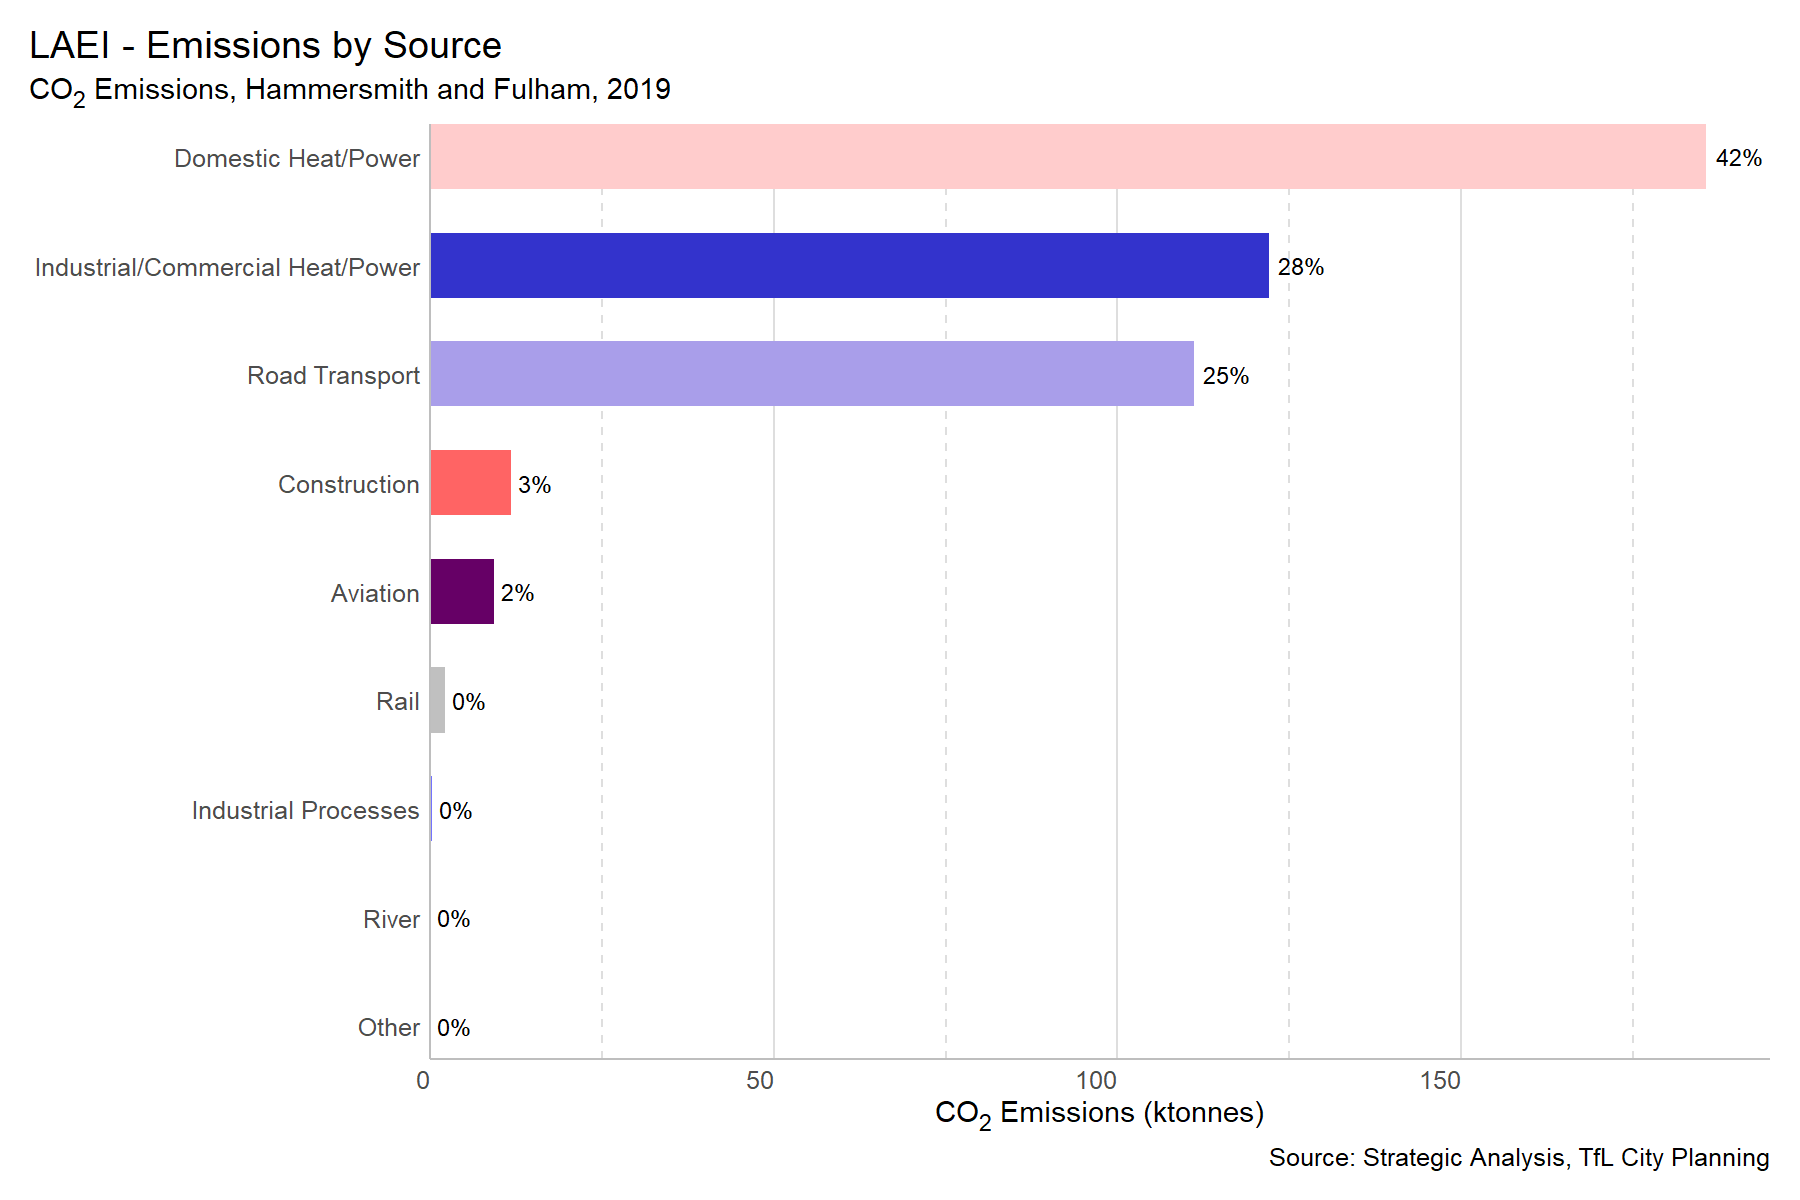 LAEI - Emissions by Source
CO₂ Emissions, Hammersmith and Fulham, 2019
Domestic Heat/Power 42%
Industrial/Commercial Heat/Power 28%
Road Transport 25%
Construction 3%
Aviation 2%
Rail 0%
Industrial Processes 0%
River 0%
Other 0%
0 50 100 150
CO₂ Emissions (ktonnes)
Source: Strategic Analysis, TfL City Planning